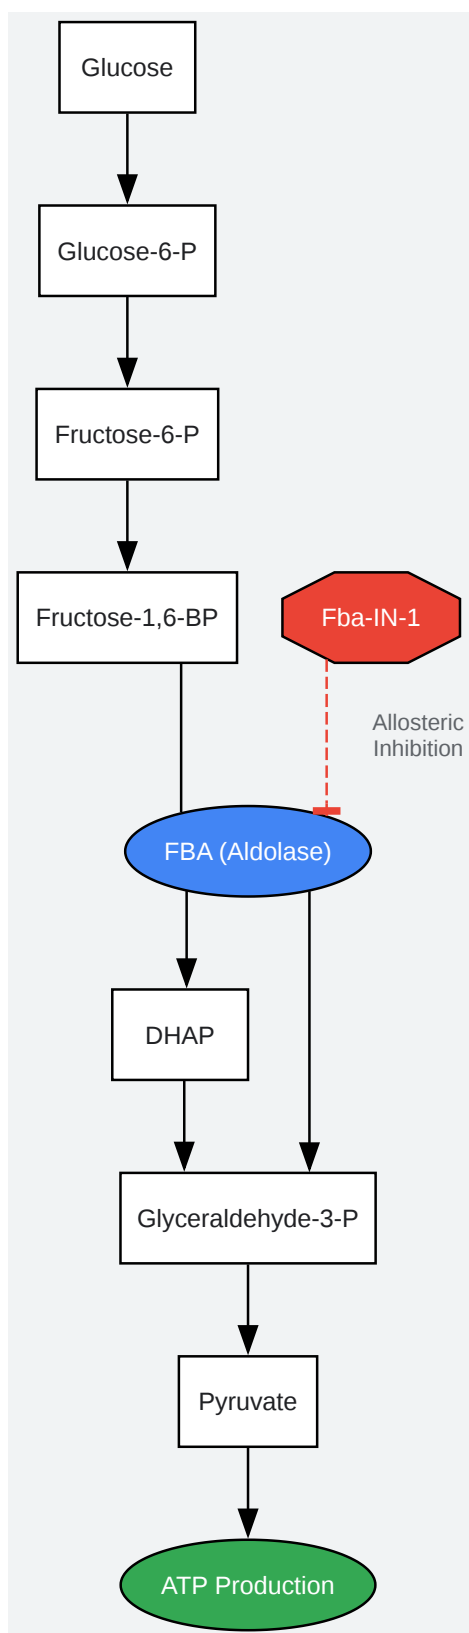 Glucose
Glucose-6-P
Fructose-6-P
Fructose-1,6-BP
Fba-IN-1
Allosteric
Inhibition
FBA (Aldolase)
DHAP
Glyceraldehyde-3-P
Pyruvate
ATP Production